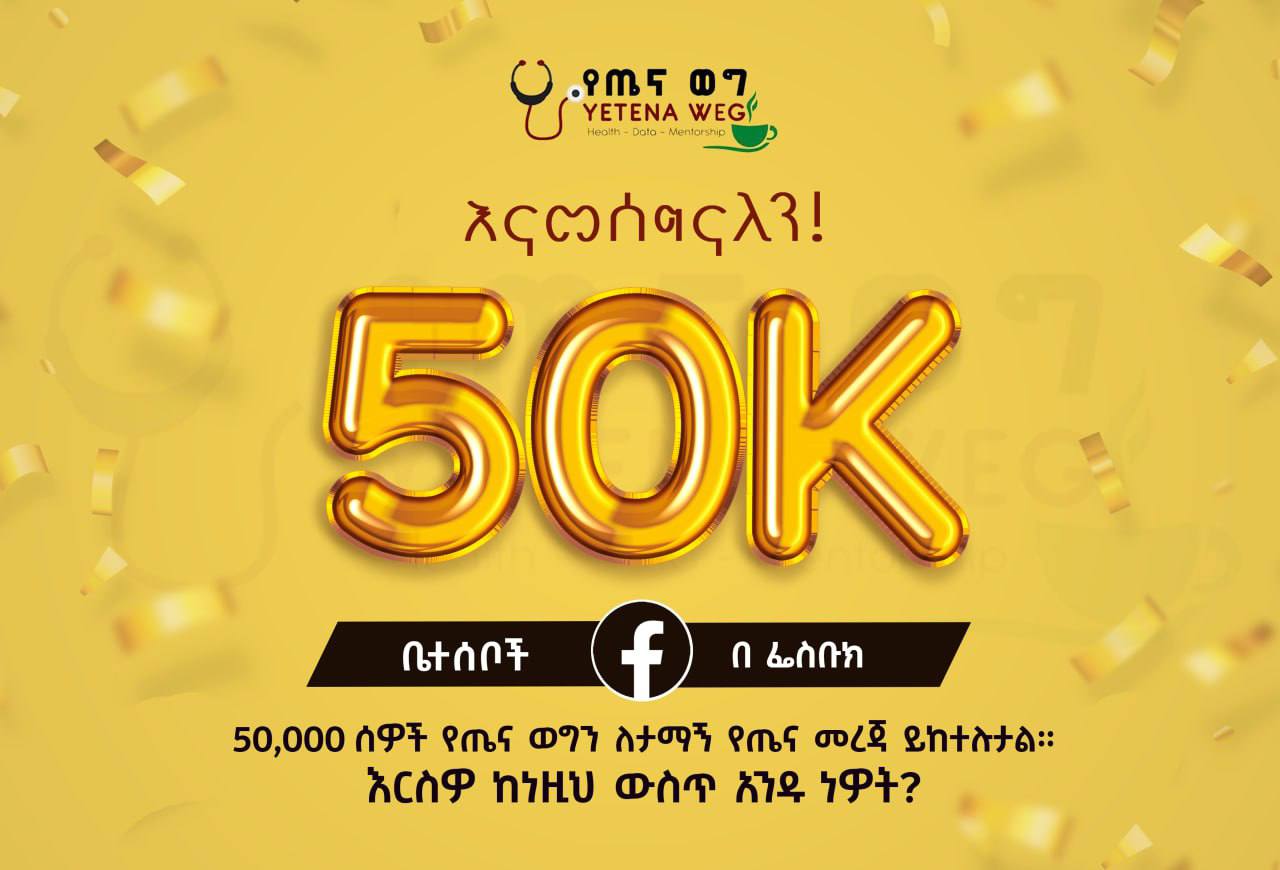 የጤና ወግ
YETENA WEG
Health - Data - Mentorship
እናመሰግናለን!
50K
ቤተሰቦች
በ ፌስቡክ
50,000 ሰዎች የጤና ወግን ለታማኝ የጤና መረጃ ይከተሉታል።
እርስዎ ከነዚህ ውስጥ አንዱ ነዎት?